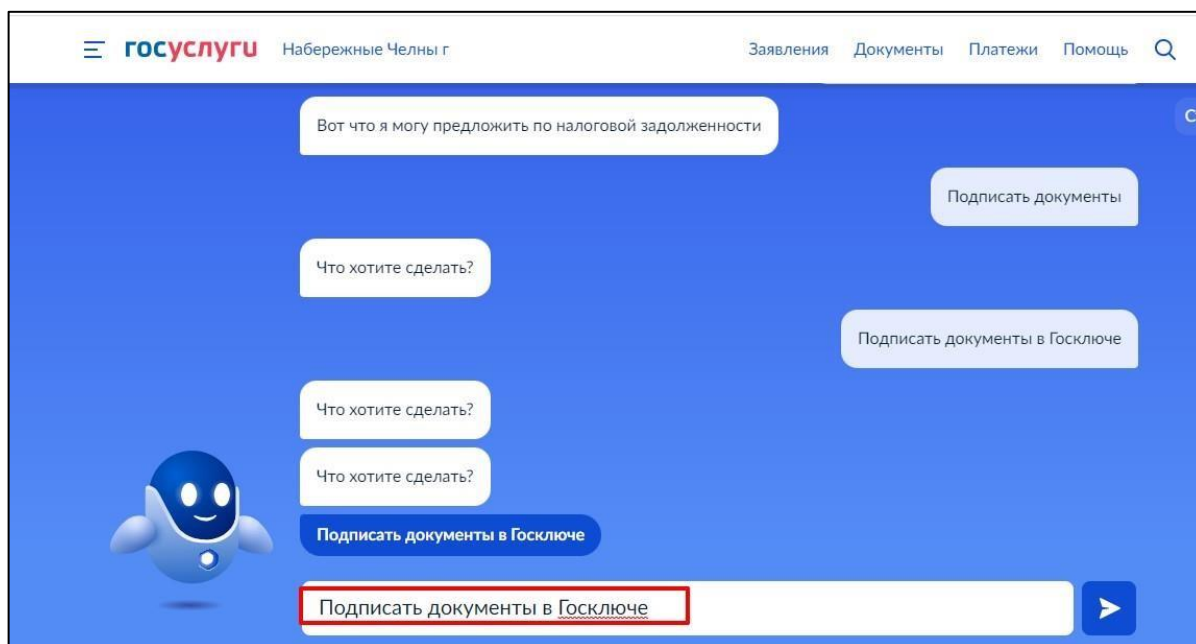 госуслуги Набережные Челны г Заявления Документы Платежи Помощь
Вот что я могу предложить по налоговой задолженности
Подписать документы
Что хотите сделать?
Подписать документы в Госключе
Что хотите сделать?
Что хотите сделать?
Подписать документы в Госключе
Подписать документы в Госключе